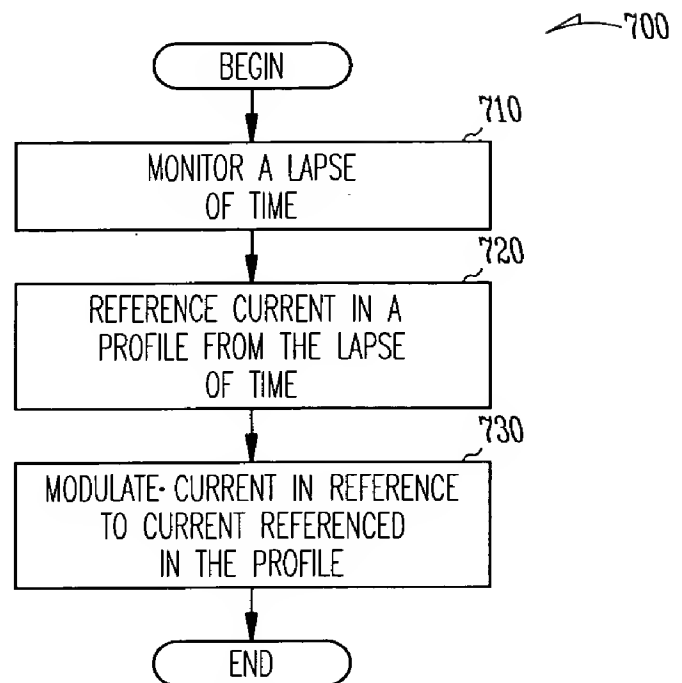 700
BEGIN
710
MONITOR A LAPSE
OF TIME
720
REFERENCE CURRENT IN A
PROFILE FROM THE LAPSE
OF TIME
730
MODULATE CURRENT IN REFERENCE
TO CURRENT REFERENCED
IN THE PROFILE
END